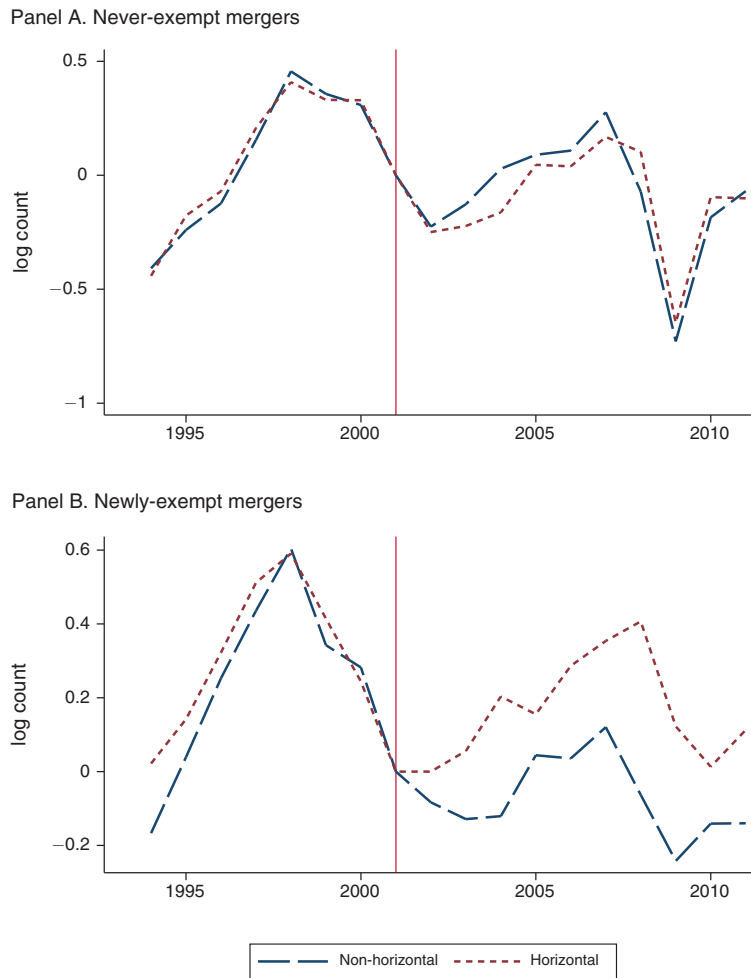 Panel A. Never-exempt mergers
0.5
0
−0.5
−1
log count
1995 2000 2005 2010
Panel B. Newly-exempt mergers
0.6
0.4
0.2
0
−0.2
log count
1995 2000 2005 2010
Non-horizontal Horizontal